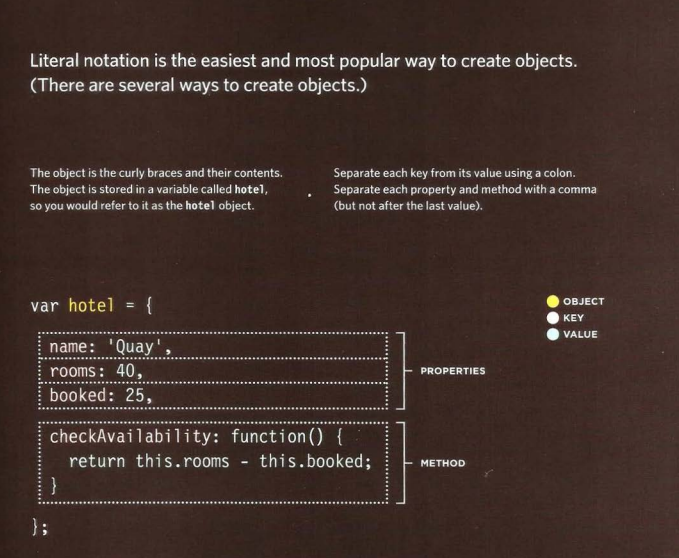 Literal notation is the easiest and most popular way to create objects.
(There are several ways to create objects.)
The object is the curly braces and their contents.
The object is stored in a variable called hotel,
so you would refer to it as the hotel object.
Separate each key from its value using a colon.
Separate each property and method with a comma
(but not after the last value).
var hotel = {
name: 'Quay',
rooms: 40,
booked: 25,
checkAvailability: function() {
return this.rooms - this.booked;
}
};
PROPERTIES
METHOD
OBJECT
KEY
VALUE